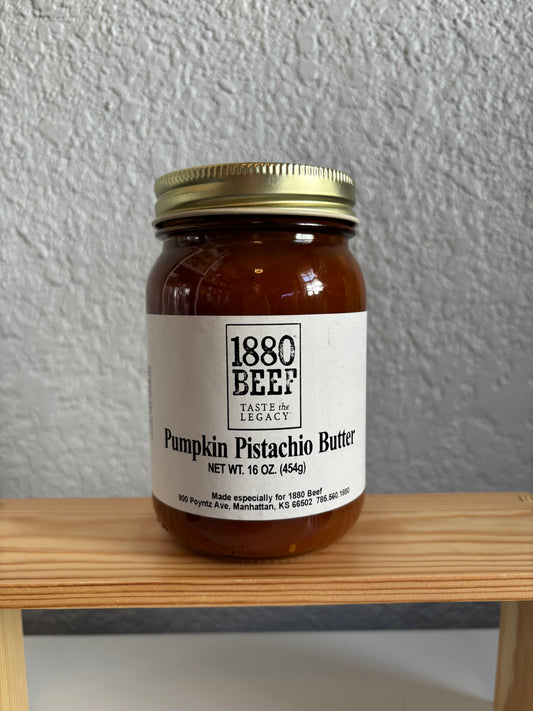 1880
BEEF
TASTE the
LEGACY
Pumpkin Pistachio Butter
NET WT. 16 OZ. (454g)
Made especially for 1880 Beef
900 Poyntz Ave, Manhattan, KS 66502 785.560.1880